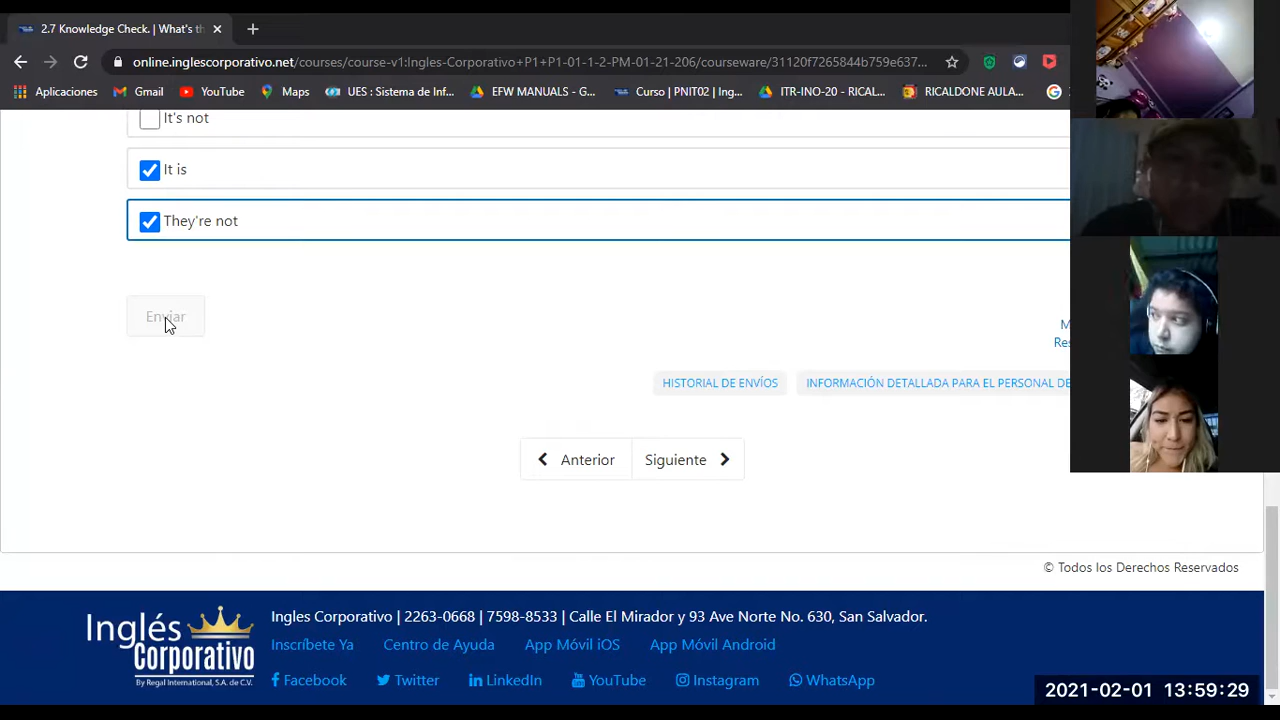 2.7 Knowledge Check. | What's th
online.inglescorporativo.net/courses/course-v1:Ingles-Corporativo+P1+P1-01-1-2-PM-01-21-206/courseware/31120f7265844b759e637...
Aplicaciones Gmail YouTube Maps UES : Sistema de Inf... EFW MANUALS - G... Curso | PNIT02 | Ing... ITR-INO-20 - RICAL... RICALDONE AULA...
It's not
It is
They're not
Enviar
M
Res
HISTORIAL DE ENVÍOS INFORMACIÓN DETALLADA PARA EL PERSONAL DE
Anterior Siguiente
© Todos los Derechos Reservados
Inglés Corporativo
By Regal International, S.A. de C.V.
Ingles Corporativo | 2263-0668 | 7598-8533 | Calle El Mirador y 93 Ave Norte No. 630, San Salvador.
Inscríbete Ya Centro de Ayuda App Móvil iOS App Móvil Android
Facebook Twitter LinkedIn YouTube Instagram WhatsApp
2021-02-01 13:59:29